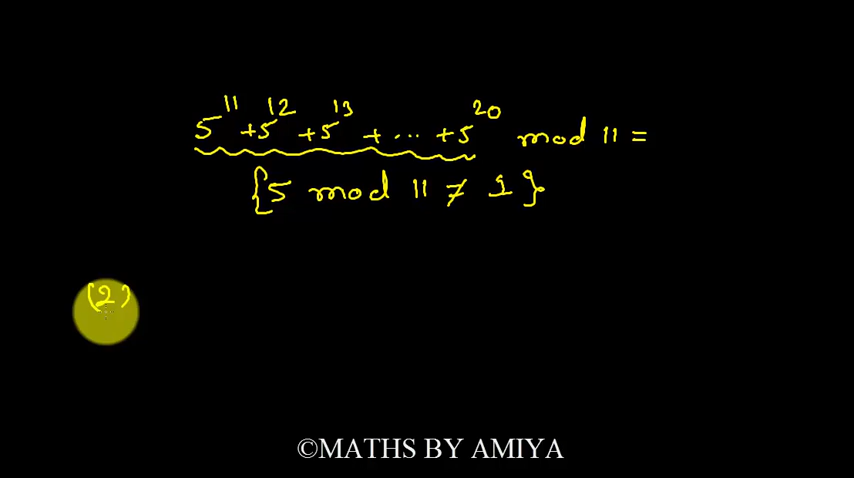 5^11 + 5^12 + 5^13 + ... + 5^20 mod 11 =
{5 mod 11 ≠ 1}
(2)
©MATHS BY AMIYA